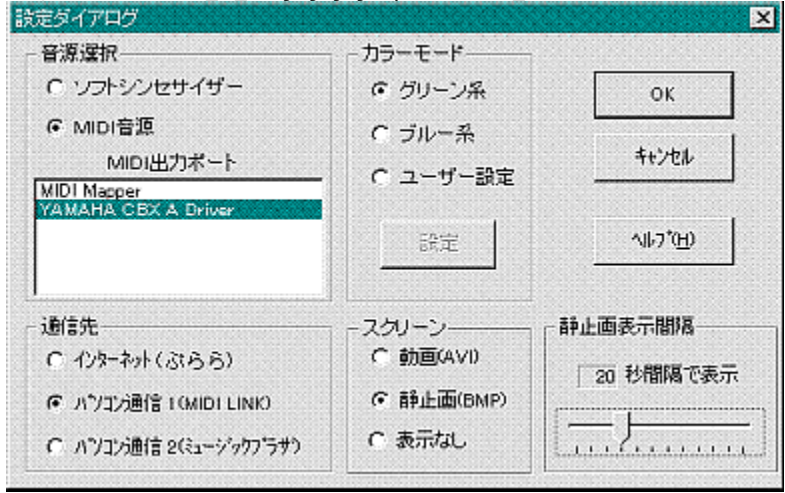 設定ダイアログ
音源選択
ソフトシンセサイザー
MIDI音源
MIDI出力ポート
MIDI Mapper
YAMAHA CBX A Driver
カラーモード
グリーン系
ブルー系
ユーザー設定
設定
OK
ｷｬﾝｾﾙ
ﾍﾙﾌﾟ(H)
通信先
ｲﾝﾀｰﾈｯﾄ(ぷらら)
ﾊﾟｿｺﾝ通信 1(MIDI LINK)
ﾊﾟｿｺﾝ通信 2(ﾐｭｰｼﾞｯｸﾌﾟﾗｻﾞ)
スクリーン
動画(AVI)
静止画(BMP)
表示なし
静止画表示間隔
20 秒間隔で表示